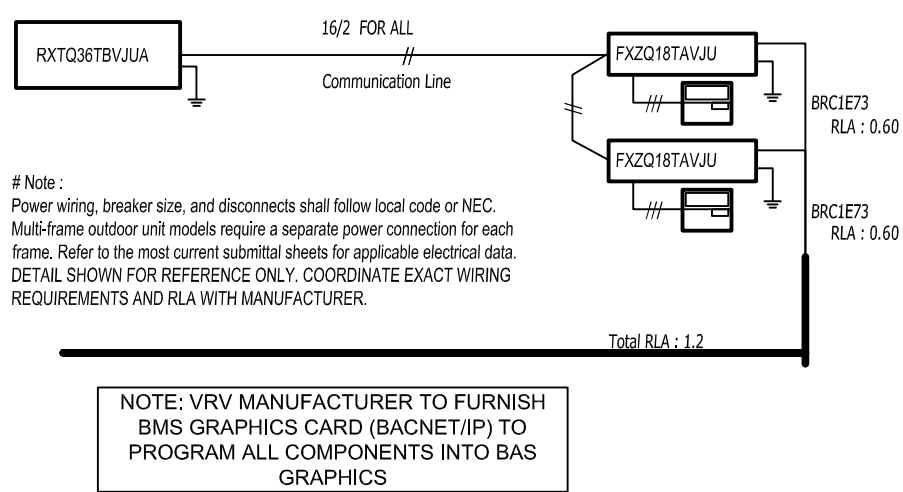 16/2 FOR ALL
RXTQ36TBVJUA
FXZQ18TAVJU
Communication Line
BRC1E73
RLA : 0.60
FXZQ18TAVJU
# Note :
Power wiring, breaker size, and disconnects shall follow local code or NEC.
Multi-frame outdoor unit models require a separate power connection for each
frame. Refer to the most current submittal sheets for applicable electrical data.
DETAIL SHOWN FOR REFERENCE ONLY. COORDINATE EXACT WIRING
REQUIREMENTS AND RLA WITH MANUFACTURER.
BRC1E73
RLA : 0.60
Total RLA : 1.2
NOTE: VRV MANUFACTURER TO FURNISH
BMS GRAPHICS CARD (BACNET/IP) TO
PROGRAM ALL COMPONENTS INTO BAS
GRAPHICS